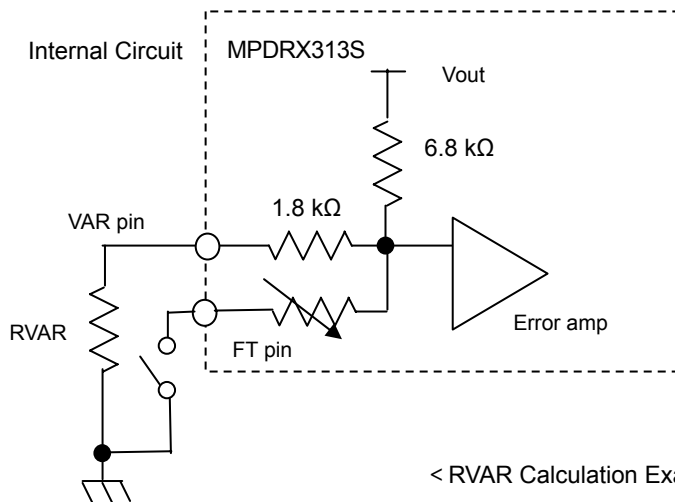 Internal Circuit
MPDRX313S
Vout
6.8 kΩ
1.8 kΩ
VAR pin
RVAR
FT pin
Error amp
< RVAR Calculation Exa